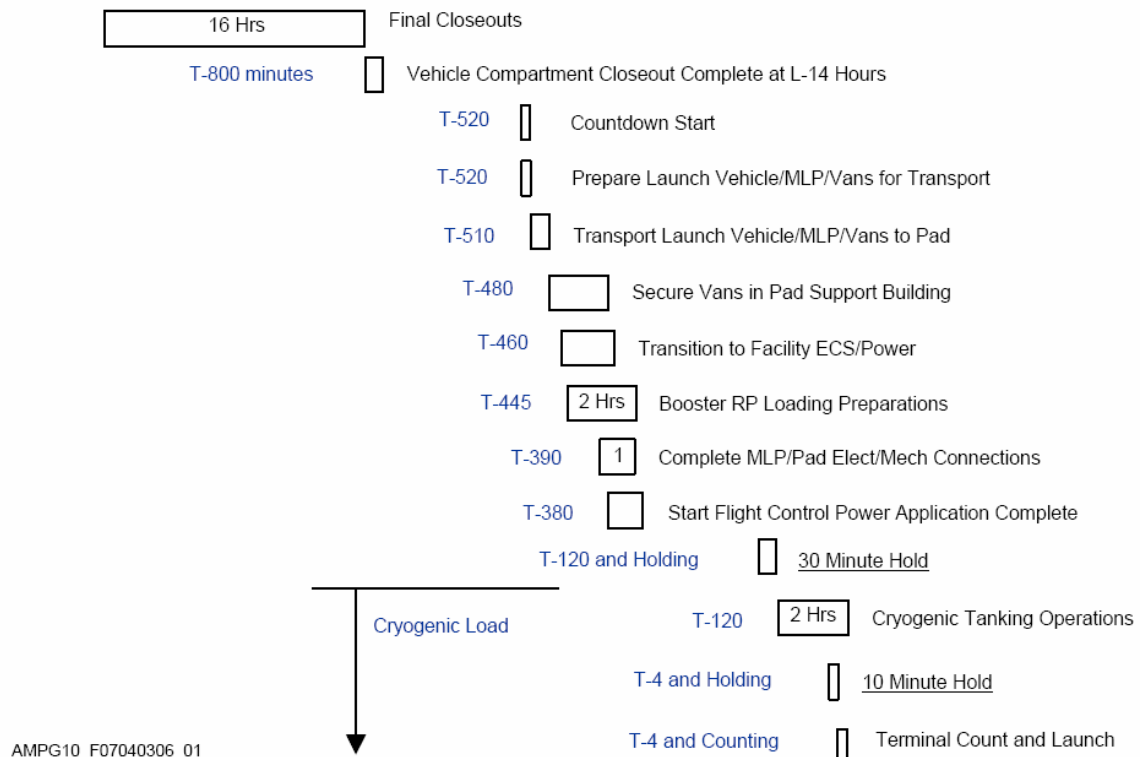 16 Hrs Final Closeouts
T-800 minutes Vehicle Compartment Closeout Complete at L-14 Hours
T-520 Countdown Start
T-520 Prepare Launch Vehicle/MLP/Vans for Transport
T-510 Transport Launch Vehicle/MLP/Vans to Pad
T-480 Secure Vans in Pad Support Building
T-460 Transition to Facility ECS/Power
T-445 2 Hrs Booster RP Loading Preparations
T-390 1 Complete MLP/Pad Elect/Mech Connections
T-380 Start Flight Control Power Application Complete
T-120 and Holding 30 Minute Hold
Cryogenic Load T-120 2 Hrs Cryogenic Tanking Operations
T-4 and Holding 10 Minute Hold
T-4 and Counting Terminal Count and Launch
AMPG10_F07040306_01